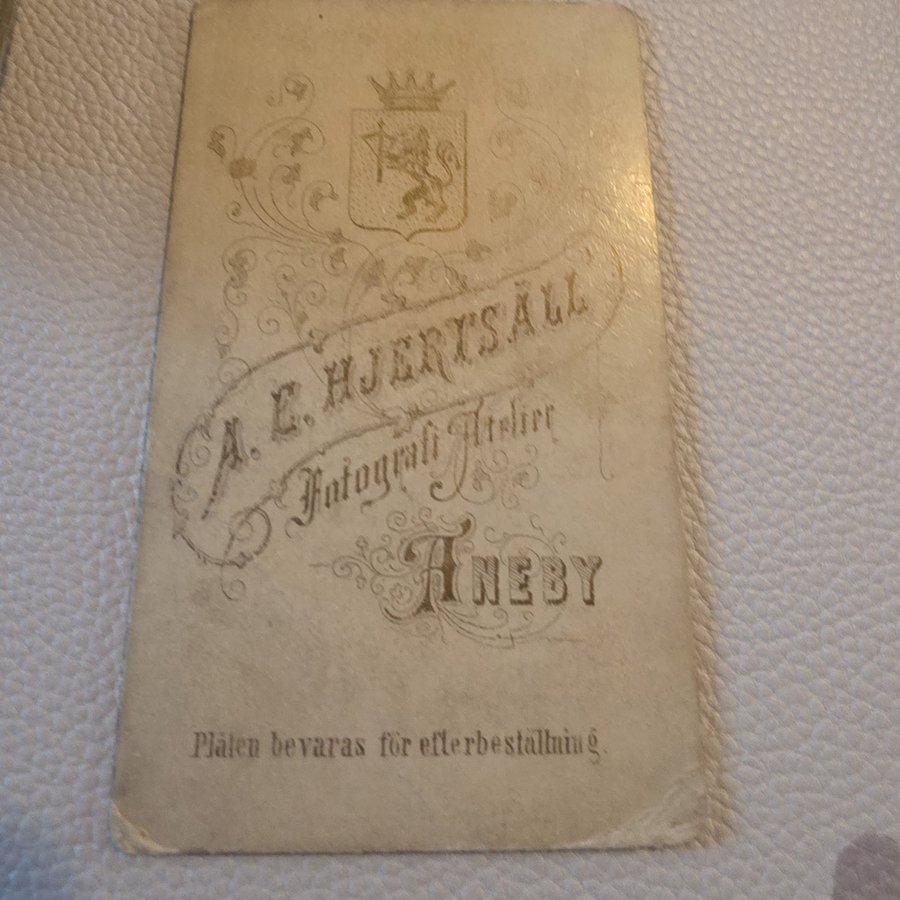 A. E. HJERTSÄLL
Fotografi Atelier
ANEBY
Plåten bevaras för efterbeställning.